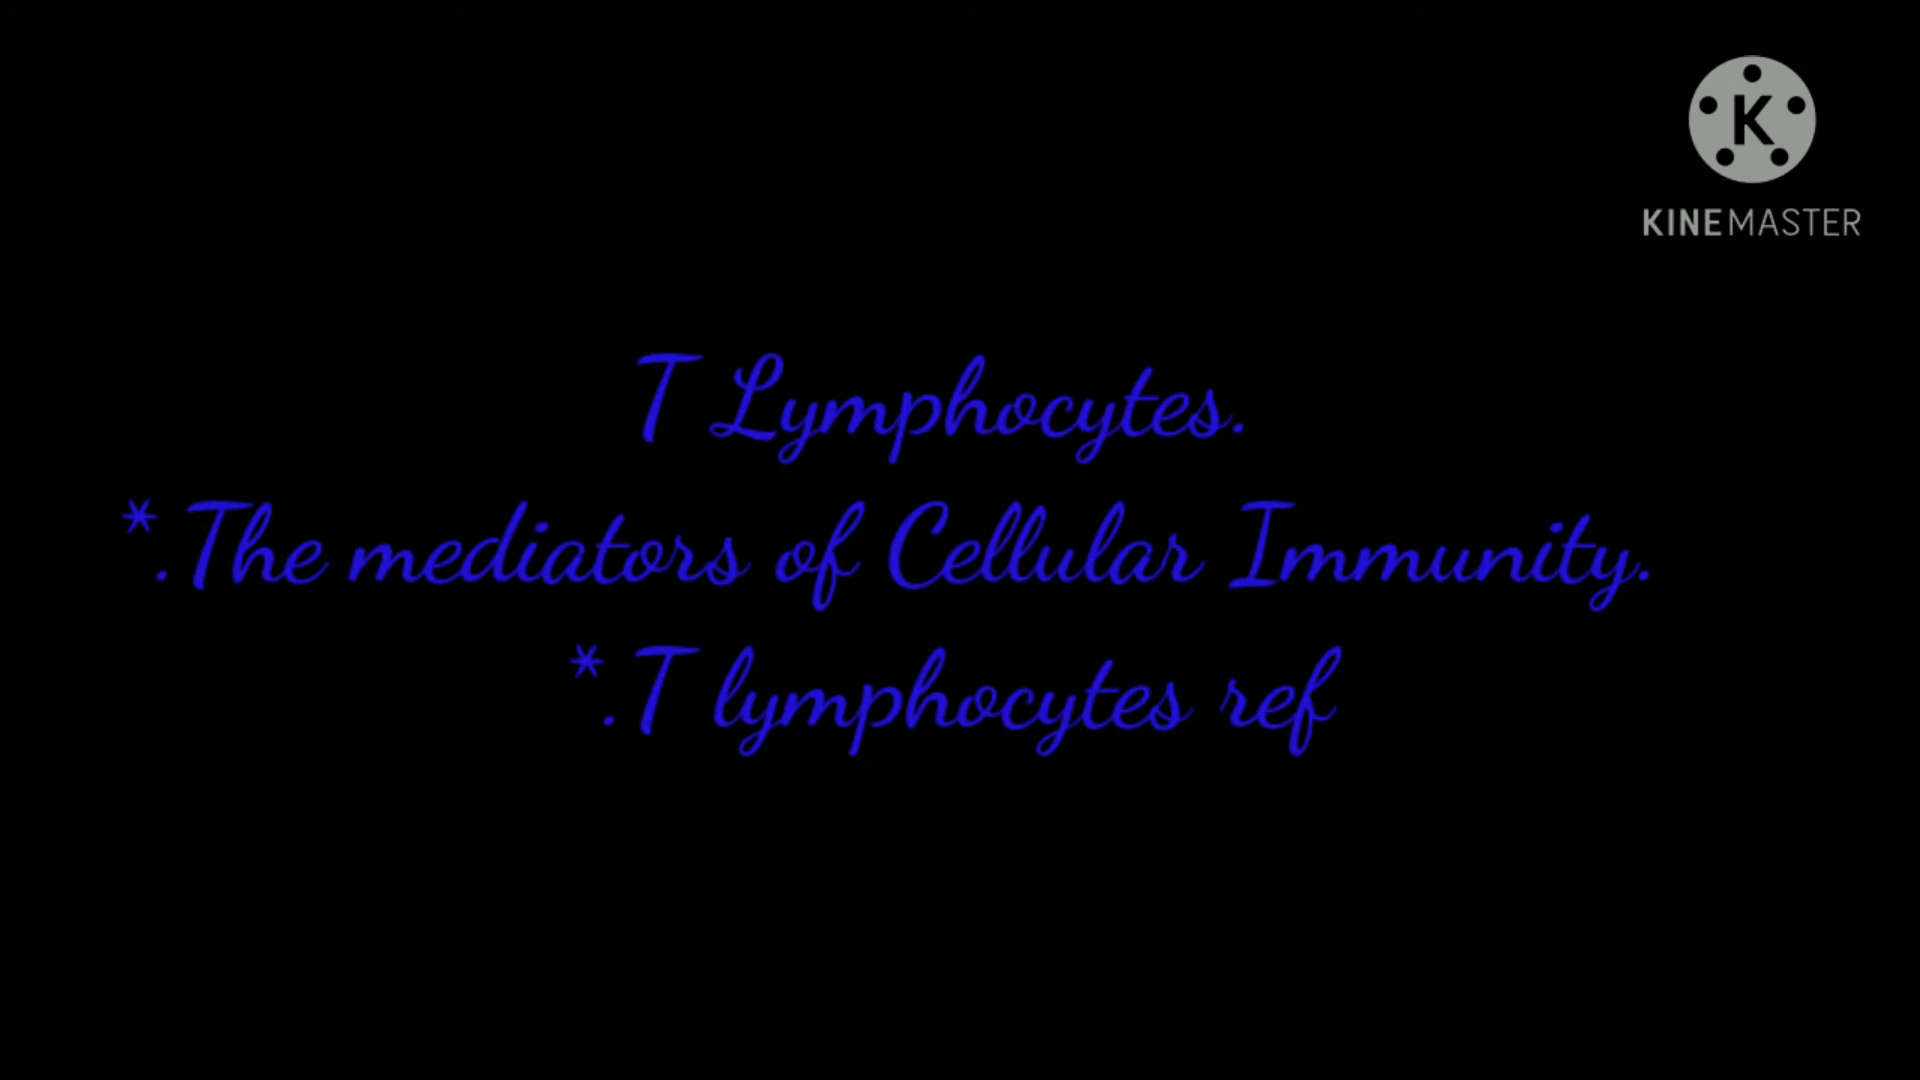 K
KINEMASTER
T Lymphocytes.
*.The mediators of Cellular Immunity.
*.T lymphocytes ref